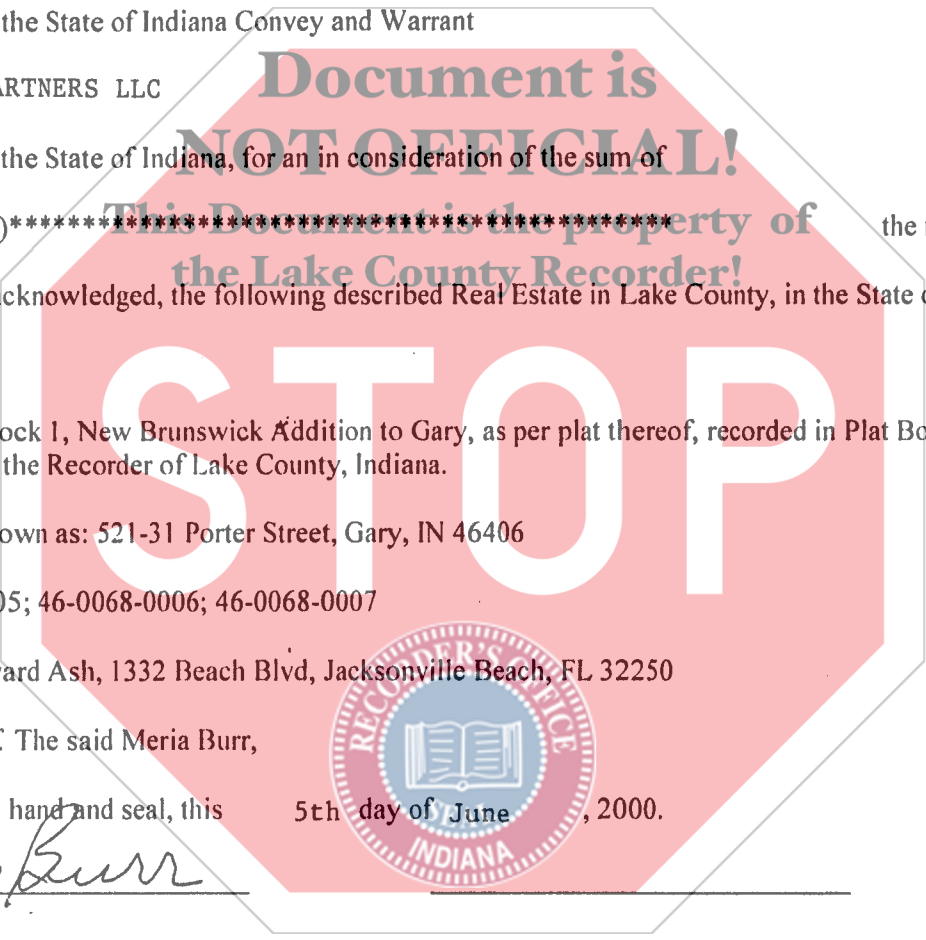 the State of Indiana Convey and Warrant
Document is
ARTNERS LLC
NOT OFFICIAL!
the State of Indiana, for an in consideration of the sum of
)***********************************************
This Document is the property of
the
the Lake County Recorder!
acknowledged, the following described Real Estate in Lake County, in the State
STOP
ock 1, New Brunswick Addition to Gary, as per plat thereof, recorded in Plat Bo
the Recorder of Lake County, Indiana.
own as: 521-31 Porter Street, Gary, IN 46406
05; 46-0068-0006; 46-0068-0007
ard Ash, 1332 Beach Blvd, Jacksonville Beach, FL 32250
RECORDER'S OFFICE
The said Meria Burr,
hand and seal, this 5th day of June , 2000.
SEAL
INDIANA
Burr